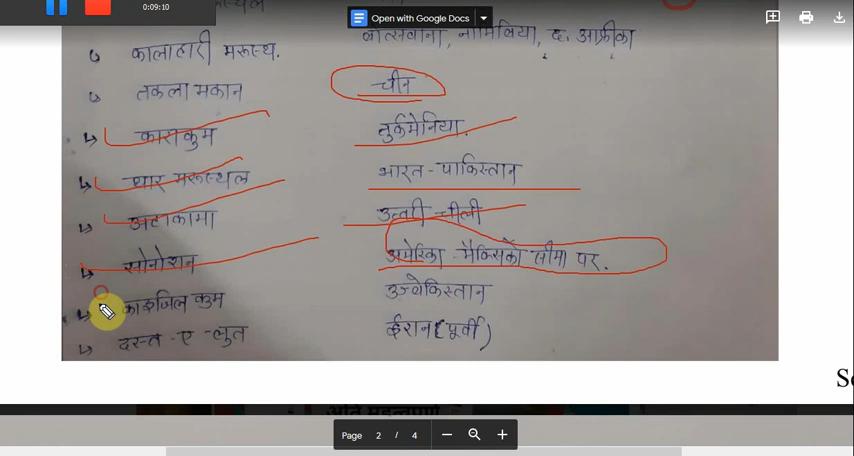 0:09:10
Open with Google Docs
बोत्सवाना, नामिबिया, द. आफ्रीका
कालाहारी मरूस्थ.
तकला मकान चीन
काराकुम तुर्कमेनिया.
थार मरूस्थल भारत-पाकिस्तान
अटाकामा उत्तरी चीली
सोनोरान अमेरिका-मैक्सिको सीमा पर.
काइजिल कुम उज्वेकिस्तान
दस्त-ए-लुत ईरान (पूर्वी)
Page 2 / 4